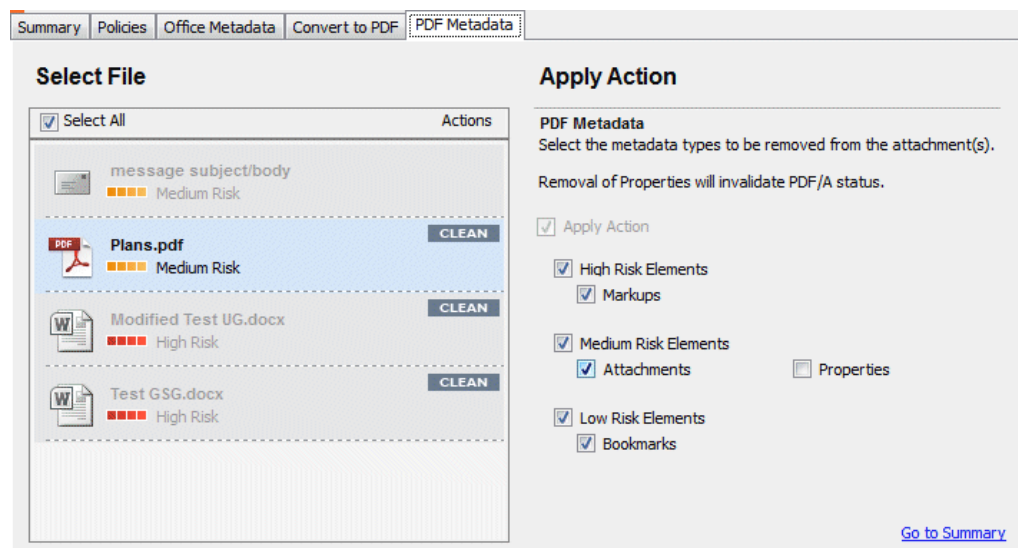 Summary Policies Office Metadata Convert to PDF PDF Metadata
Select File
Select All Actions
message subject/body
Medium Risk
CLEAN
PDF
Plans.pdf
Medium Risk
CLEAN
W
Modified Test UG.docx
High Risk
CLEAN
W
Test GSG.docx
High Risk
Apply Action
PDF Metadata
Select the metadata types to be removed from the attachment(s).
Removal of Properties will invalidate PDF/A status.
Apply Action
High Risk Elements
Markups
Medium Risk Elements
Attachments Properties
Low Risk Elements
Bookmarks
Go to Summary